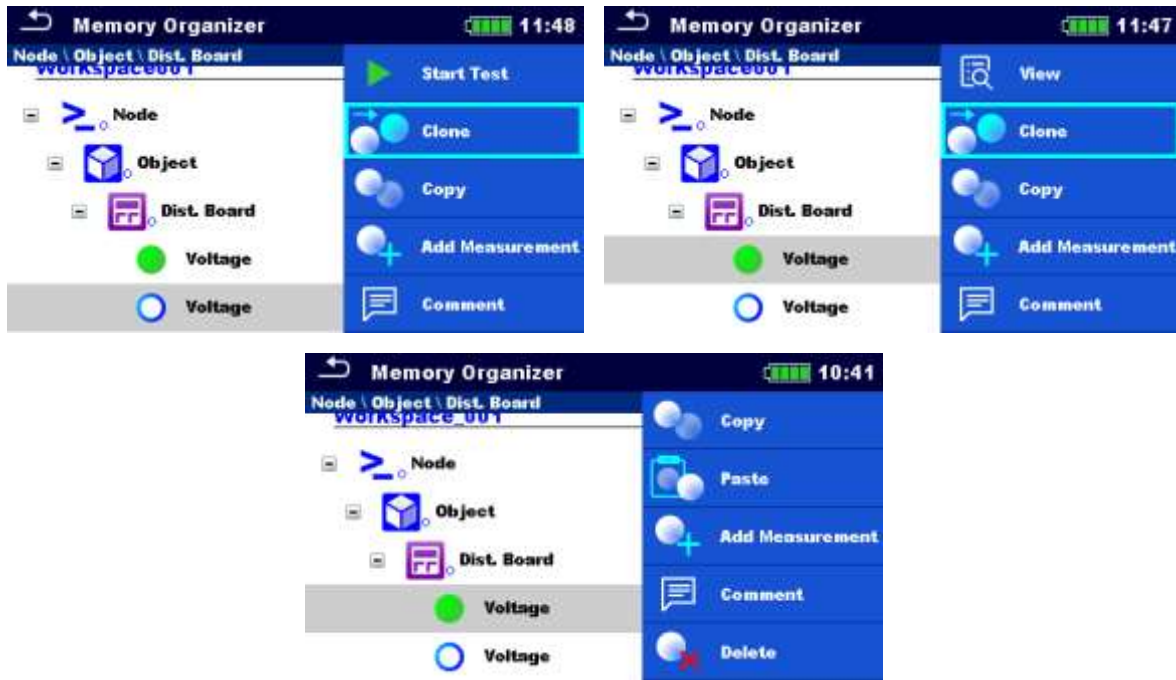 Memory Organizer 11:48
Node \ Object \ Dist. Board
Workspace001
Node
Object
Dist. Board
Voltage
Voltage
Start Test
Clone
Copy
Add Measurement
Comment
Memory Organizer 11:47
Node \ Object \ Dist. Board
Workspace001
Node
Object
Dist. Board
Voltage
Voltage
View
Clone
Copy
Add Measurement
Comment
Memory Organizer 10:41
Node \ Object \ Dist. Board
Workspace_001
Node
Object
Dist. Board
Voltage
Voltage
Copy
Paste
Add Measurement
Comment
Delete